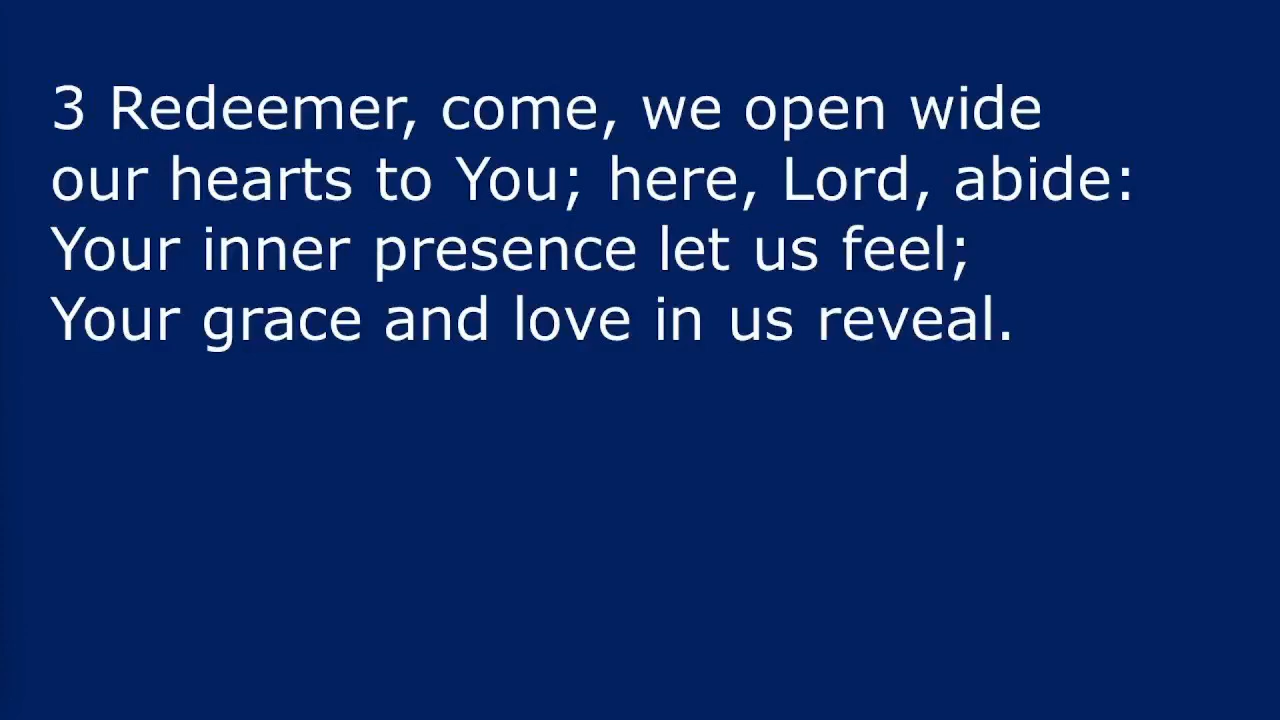 3 Redeemer, come, we open wide
our hearts to You; here, Lord, abide:
Your inner presence let us feel;
Your grace and love in us reveal.